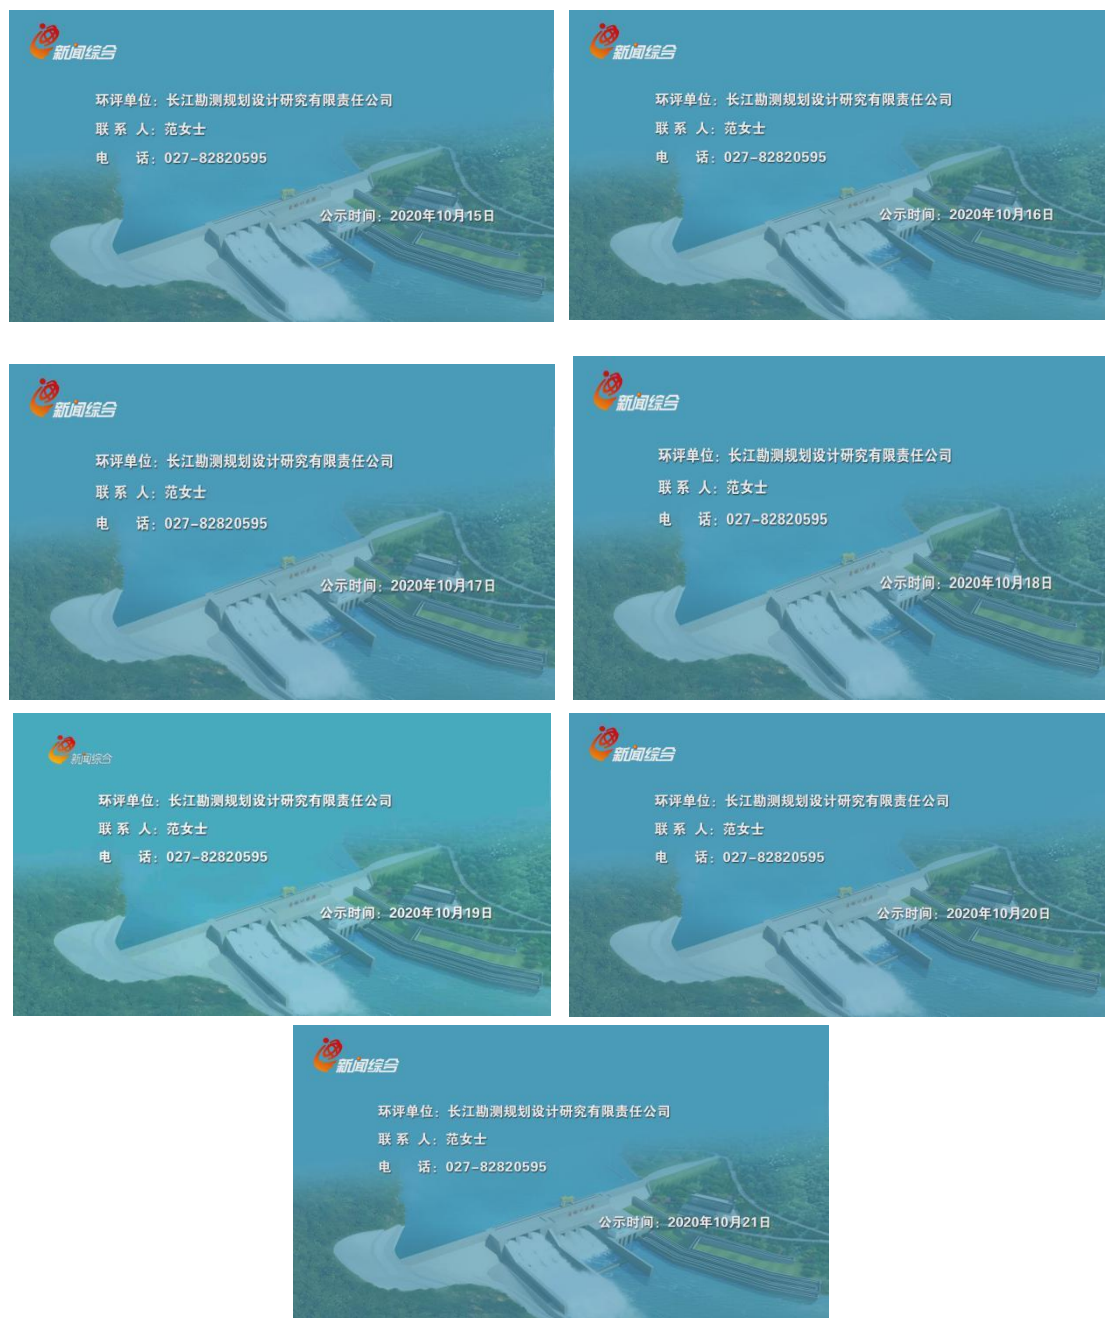 新闻综合
环评单位：长江勘测规划设计研究有限责任公司
联系人：范女士
电 话：027-82820595
公示时间：2020年10月15日
新闻综合
环评单位：长江勘测规划设计研究有限责任公司
联系人：范女士
电 话：027-82820595
公示时间：2020年10月16日
新闻综合
环评单位：长江勘测规划设计研究有限责任公司
联系人：范女士
电 话：027-82820595
公示时间：2020年10月17日
新闻综合
环评单位：长江勘测规划设计研究有限责任公司
联系人：范女士
电 话：027-82820595
公示时间：2020年10月18日
新闻综合
环评单位：长江勘测规划设计研究有限责任公司
联系人：范女士
电 话：027-82820595
公示时间：2020年10月19日
新闻综合
环评单位：长江勘测规划设计研究有限责任公司
联系人：范女士
电 话：027-82820595
公示时间：2020年10月20日
新闻综合
环评单位：长江勘测规划设计研究有限责任公司
联系人：范女士
电 话：027-82820595
公示时间：2020年10月21日